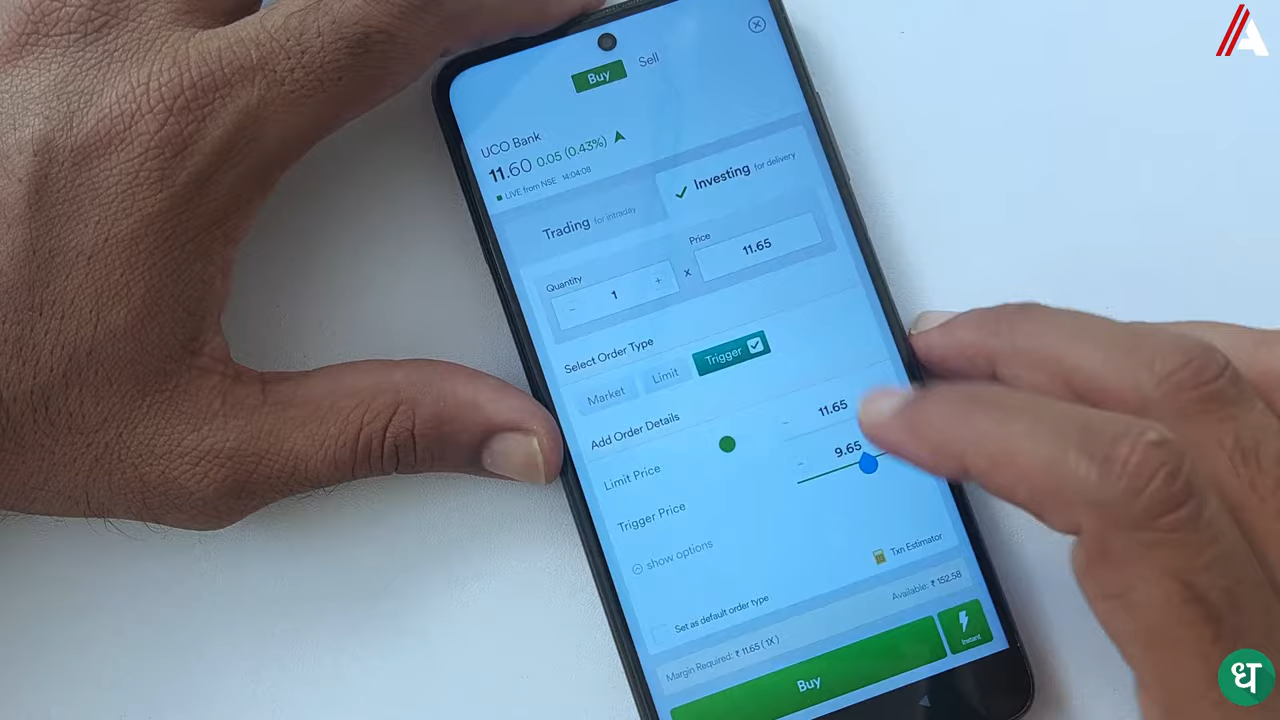 Buy Sell
UCO Bank
11.60 0.05 (0.43%)
LIVE from NSE 14:04:08
Trading for intraday
Investing for delivery
Quantity
Price
- 1 +
x
11.65
Select Order Type
Market Limit Trigger
Add Order Details
Limit Price
- 11.65
Trigger Price
- 9.65
show options
Txn Estimator
Set as default order type
Margin Required: ₹ 11.65 (1X)
Available: ₹ 152.58
Buy
Instant
A
ध